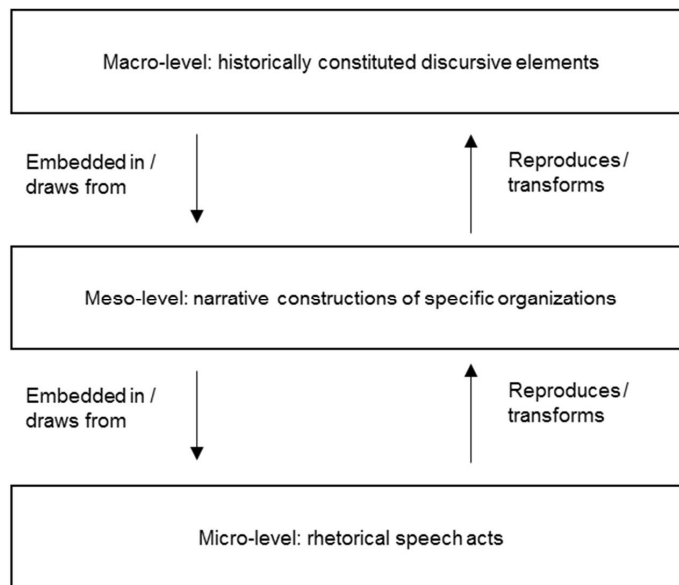 Macro-level: historically constituted discursive elements
Embedded in /
draws from
Reproduces/
transforms
Meso-level: narrative constructions of specific organizations
Embedded in /
draws from
Reproduces/
transforms
Micro-level: rhetorical speech acts